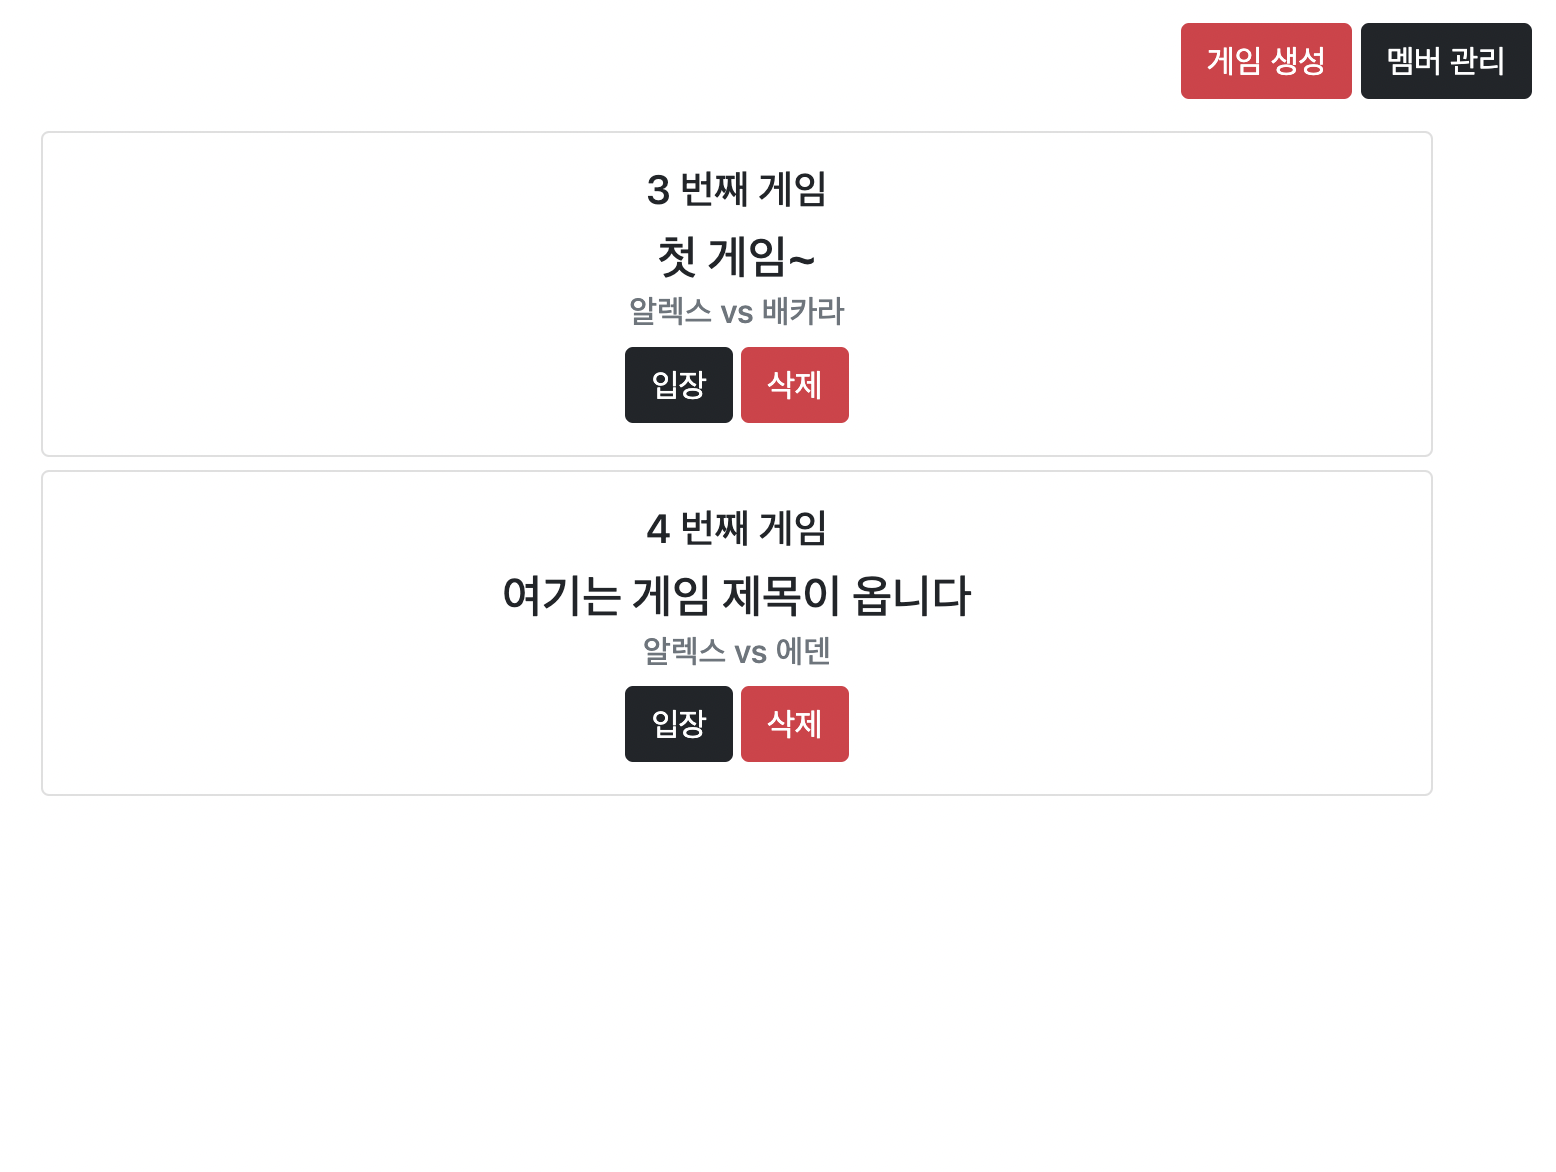 게임 생성 멤버 관리
3 번째 게임
첫 게임~
알렉스 vs 배카라
입장 삭제
4 번째 게임
여기는 게임 제목이 옵니다
알렉스 vs 에덴
입장 삭제